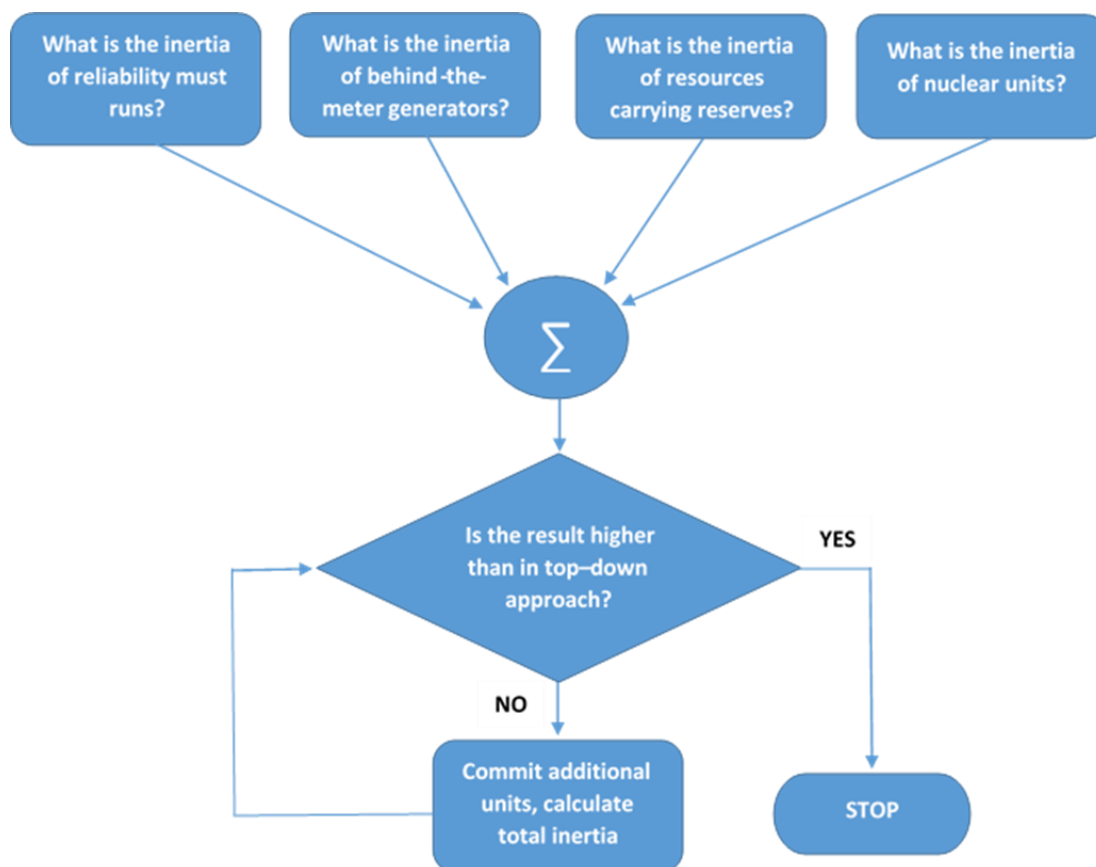 What is the inertia
of reliability must
runs?
What is the inertia
of behind-the-
meter generators?
What is the inertia
of resources
carrying reserves?
What is the inertia
of nuclear units?
∑
Is the result higher
than in top–down
approach?
YES
NO
Commit additional
units, calculate
total inertia
STOP